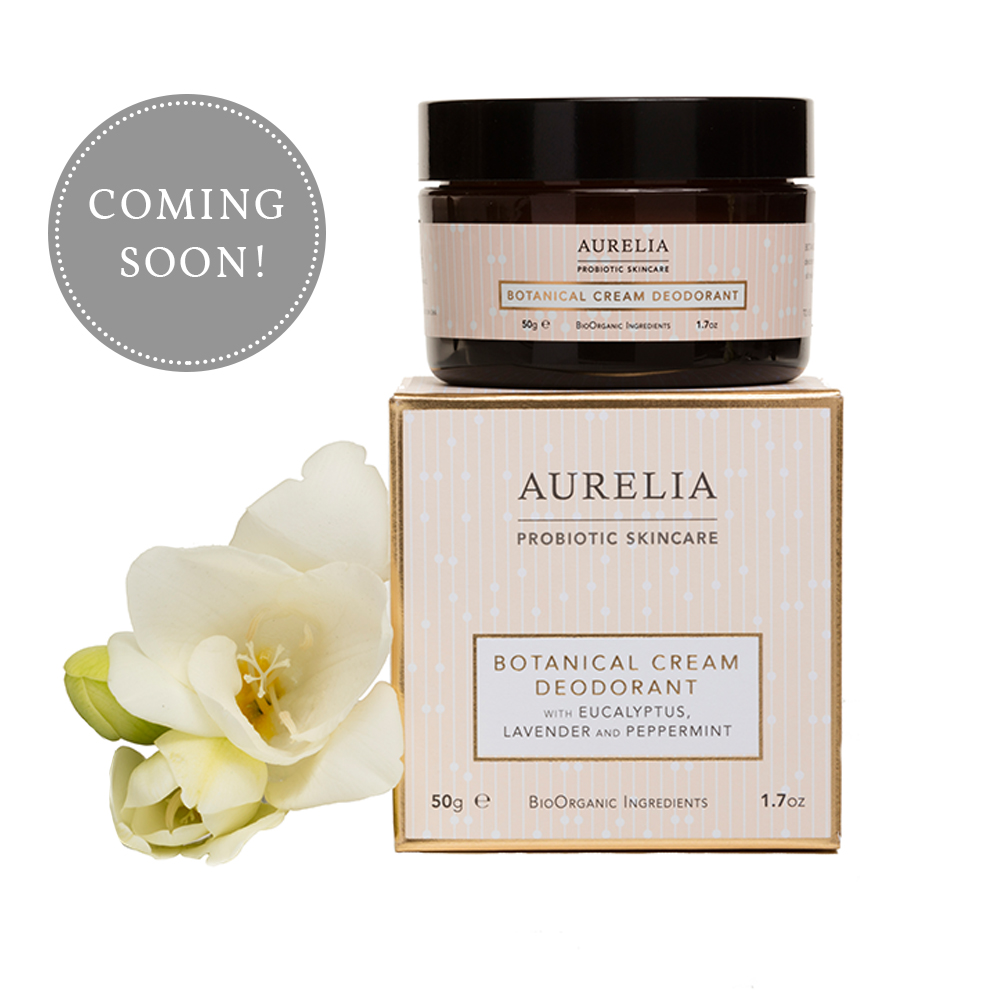 COMING
SOON!
AURELIA
PROBIOTIC SKINCARE
BOTANICAL CREAM DEODORANT
50g ℮ BIOORGANIC INGREDIENTS 1.7oz
AURELIA
PROBIOTIC SKINCARE
BOTANICAL CREAM
DEODORANT
WITH EUCALYPTUS,
LAVENDER AND PEPPERMINT
50g ℮ BIOORGANIC INGREDIENTS 1.7oz